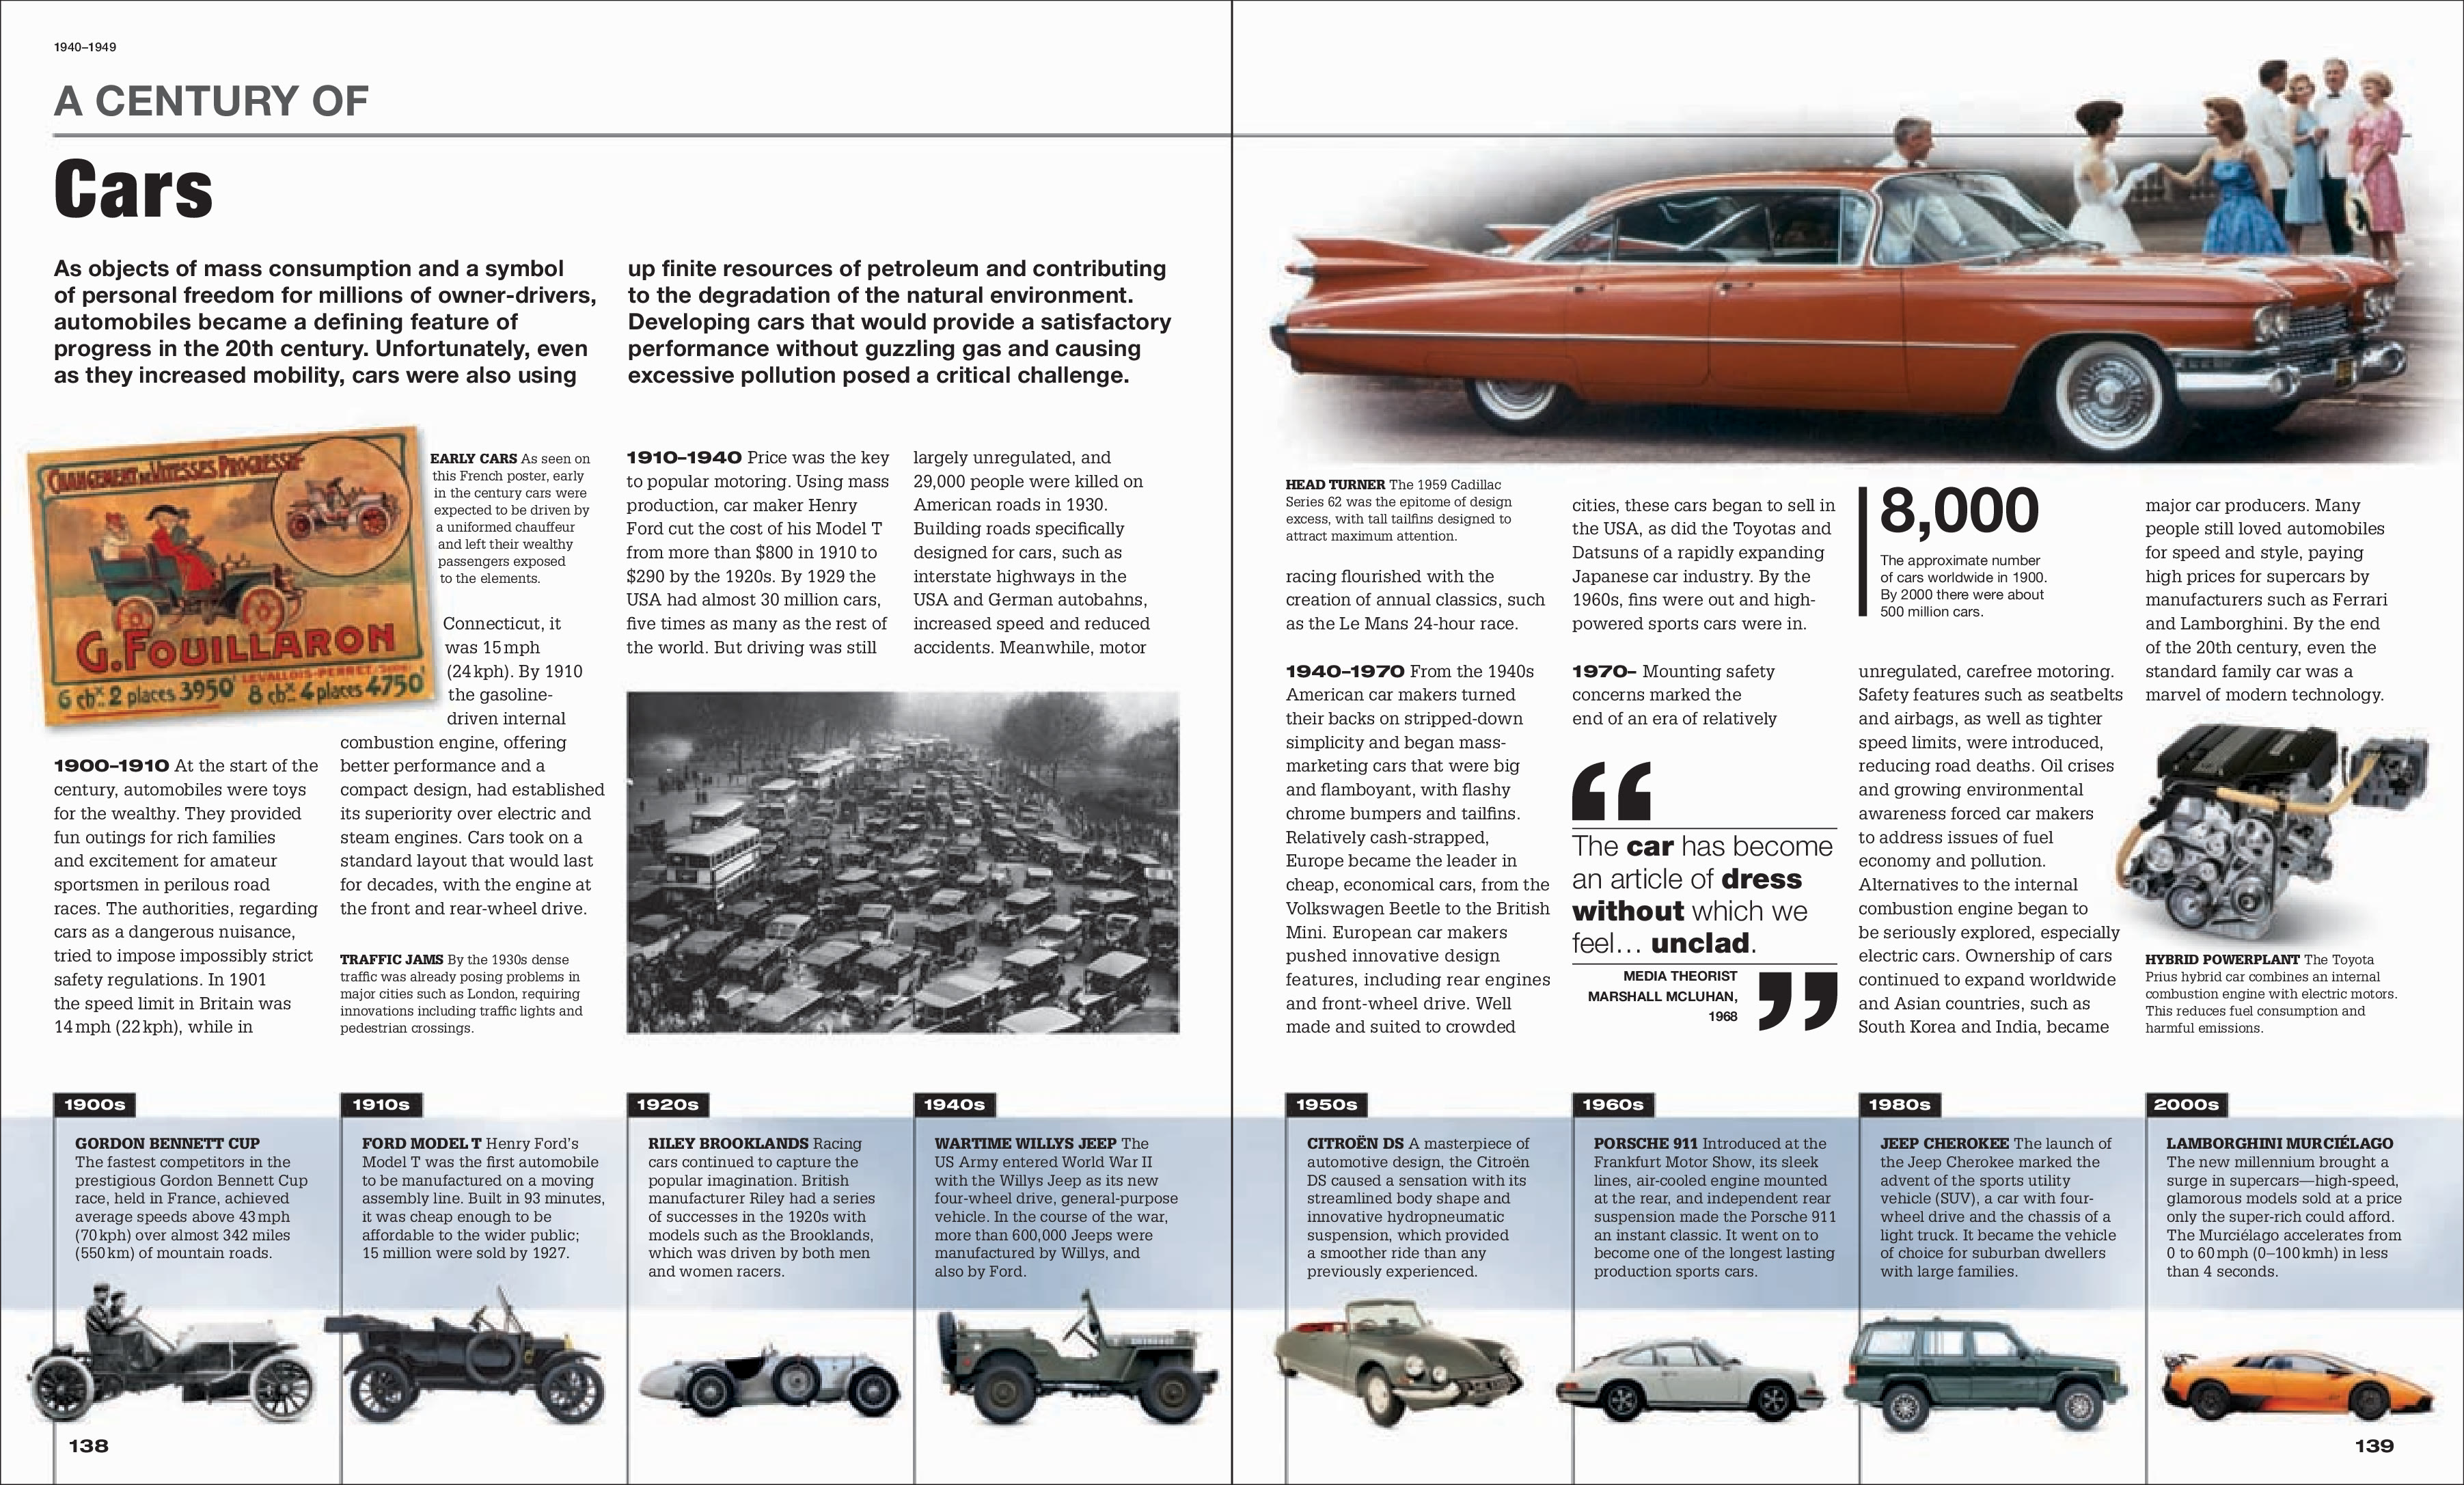 1940–1949
A CENTURY OF
Cars
As objects of mass consumption and a symbol
of personal freedom for millions of owner-drivers,
automobiles became a defining feature of
progress in the 20th century. Unfortunately, even
as they increased mobility, cars were also using
up finite resources of petroleum and contributing
to the degradation of the natural environment.
Developing cars that would provide a satisfactory
performance without guzzling gas and causing
excessive pollution posed a critical challenge.
CHANGEMENT DE VITESSES PROGRESSIF
G. FOUILLARON
LEVALLOIS-PERRET
6 chx. 2 places 3950f 8 chx. 4 places 4750f
EARLY CARS As seen on
this French poster, early
in the century cars were
expected to be driven by
a uniformed chauffeur
and left their wealthy
passengers exposed
to the elements.
1900–1910 At the start of the
century, automobiles were toys
for the wealthy. They provided
fun outings for rich families
and excitement for amateur
sportsmen in perilous road
races. The authorities, regarding
cars as a dangerous nuisance,
tried to impose impossibly strict
safety regulations. In 1901
the speed limit in Britain was
14 mph (22 kph), while in
Connecticut, it
was 15 mph
(24 kph). By 1910
the gasoline-
driven internal
combustion engine, offering
better performance and a
compact design, had established
its superiority over electric and
steam engines. Cars took on a
standard layout that would last
for decades, with the engine at
the front and rear-wheel drive.
TRAFFIC JAMS By the 1930s dense
traffic was already posing problems in
major cities such as London, requiring
innovations including traffic lights and
pedestrian crossings.
1910–1940 Price was the key
to popular motoring. Using mass
production, car maker Henry
Ford cut the cost of his Model T
from more than $800 in 1910 to
$290 by the 1920s. By 1929 the
USA had almost 30 million cars,
five times as many as the rest of
the world. But driving was still
largely unregulated, and
29,000 people were killed on
American roads in 1930.
Building roads specifically
designed for cars, such as
interstate highways in the
USA and German autobahns,
increased speed and reduced
accidents. Meanwhile, motor
HEAD TURNER The 1959 Cadillac
Series 62 was the epitome of design
excess, with tall tailfins designed to
attract maximum attention.
racing flourished with the
creation of annual classics, such
as the Le Mans 24-hour race.
1940–1970 From the 1940s
American car makers turned
their backs on stripped-down
simplicity and began mass-
marketing cars that were big
and flamboyant, with flashy
chrome bumpers and tailfins.
Relatively cash-strapped,
Europe became the leader in
cheap, economical cars, from the
Volkswagen Beetle to the British
Mini. European car makers
pushed innovative design
features, including rear engines
and front-wheel drive. Well
made and suited to crowded
cities, these cars began to sell in
the USA, as did the Toyotas and
Datsuns of a rapidly expanding
Japanese car industry. By the
1960s, fins were out and high-
powered sports cars were in.
1970– Mounting safety
concerns marked the
end of an era of relatively
“
The car has become
an article of dress
without which we
feel… unclad.
MEDIA THEORIST
MARSHALL MCLUHAN,
1968
”
8,000
The approximate number
of cars worldwide in 1900.
By 2000 there were about
500 million cars.
unregulated, carefree motoring.
Safety features such as seatbelts
and airbags, as well as tighter
speed limits, were introduced,
reducing road deaths. Oil crises
and growing environmental
awareness forced car makers
to address issues of fuel
economy and pollution.
Alternatives to the internal
combustion engine began to
be seriously explored, especially
electric cars. Ownership of cars
continued to expand worldwide
and Asian countries, such as
South Korea and India, became
major car producers. Many
people still loved automobiles
for speed and style, paying
high prices for supercars by
manufacturers such as Ferrari
and Lamborghini. By the end
of the 20th century, even the
standard family car was a
marvel of modern technology.
HYBRID POWERPLANT The Toyota
Prius hybrid car combines an internal
combustion engine with electric motors.
This reduces fuel consumption and
harmful emissions.
1900s
GORDON BENNETT CUP
The fastest competitors in the
prestigious Gordon Bennett Cup
race, held in France, achieved
average speeds above 43 mph
(70 kph) over almost 342 miles
(550 km) of mountain roads.
1910s
FORD MODEL T Henry Ford’s
Model T was the first automobile
to be manufactured on a moving
assembly line. Built in 93 minutes,
it was cheap enough to be
affordable to the wider public;
15 million were sold by 1927.
1920s
RILEY BROOKLANDS Racing
cars continued to capture the
popular imagination. British
manufacturer Riley had a series
of successes in the 1920s with
models such as the Brooklands,
which was driven by both men
and women racers.
1940s
WARTIME WILLYS JEEP The
US Army entered World War II
with the Willys Jeep as its new
four-wheel drive, general-purpose
vehicle. In the course of the war,
more than 600,000 Jeeps were
manufactured by Willys, and
also by Ford.
1950s
CITROËN DS A masterpiece of
automotive design, the Citroën
DS caused a sensation with its
streamlined body shape and
innovative hydropneumatic
suspension, which provided
a smoother ride than any
previously experienced.
1960s
PORSCHE 911 Introduced at the
Frankfurt Motor Show, its sleek
lines, air-cooled engine mounted
at the rear, and independent rear
suspension made the Porsche 911
an instant classic. It went on to
become one of the longest lasting
production sports cars.
1980s
JEEP CHEROKEE The launch of
the Jeep Cherokee marked the
advent of the sports utility
vehicle (SUV), a car with four-
wheel drive and the chassis of a
light truck. It became the vehicle
of choice for suburban dwellers
with large families.
2000s
LAMBORGHINI MURCIÉLAGO
The new millennium brought a
surge in supercars—high-speed,
glamorous models sold at a price
only the super-rich could afford.
The Murciélago accelerates from
0 to 60 mph (0–100 kmh) in less
than 4 seconds.
138
139